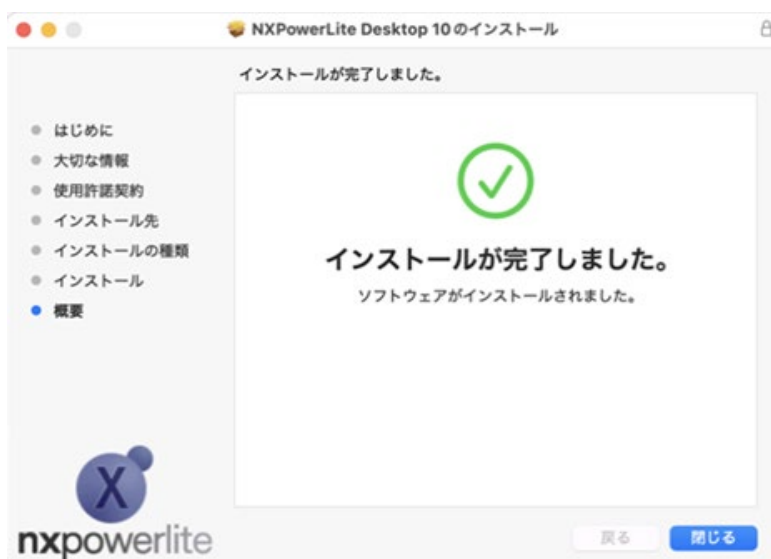 NXPowerLite Desktop 10 のインストール
インストールが完了しました。
はじめに
大切な情報
使用許諾契約
インストール先
インストールの種類
インストール
概要
インストールが完了しました。
ソフトウェアがインストールされました。
X
nxpowerlite
戻る
閉じる